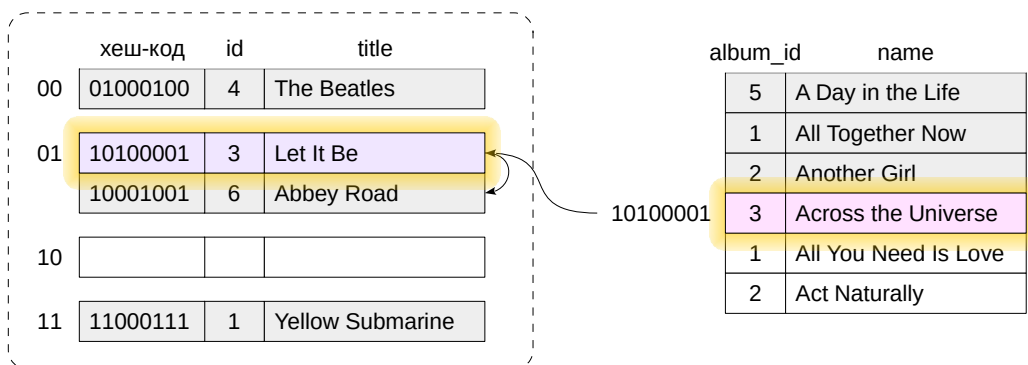 хеш-код id title
00 01000100 4 The Beatles
01 10100001 3 Let It Be
10001001 6 Abbey Road
10
11 11000111 1 Yellow Submarine
album_id name
5 A Day in the Life
1 All Together Now
2 Another Girl
10100001 3 Across the Universe
1 All You Need Is Love
2 Act Naturally